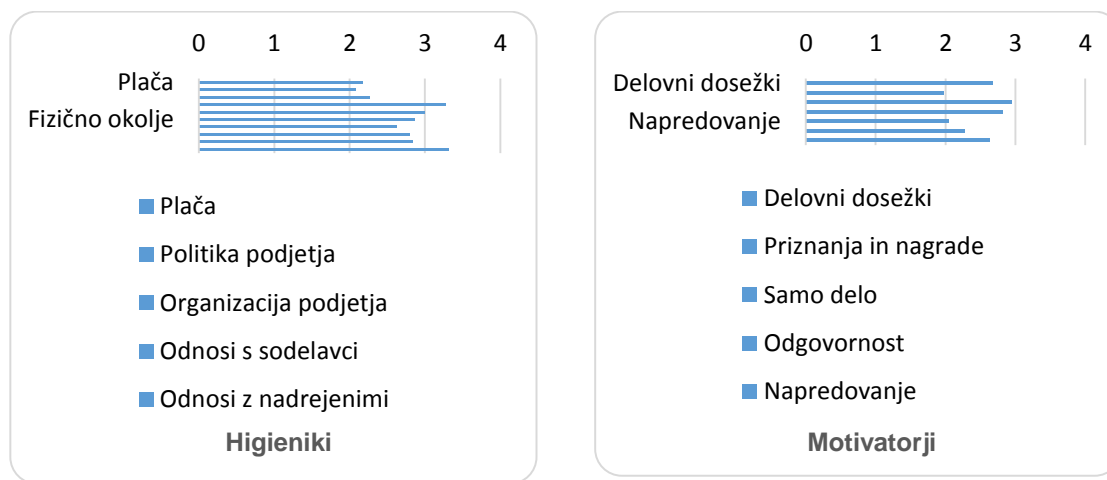 0 1 2 3 4
Plača
Fizično okolje
Plača
Politika podjetja
Organizacija podjetja
Odnosi s sodelavci
Odnosi z nadrejenimi
Higieniki
0 1 2 3 4
Delovni dosežki
Napredovanje
Delovni dosežki
Priznanja in nagrade
Samo delo
Odgovornost
Napredovanje
Motivatorji